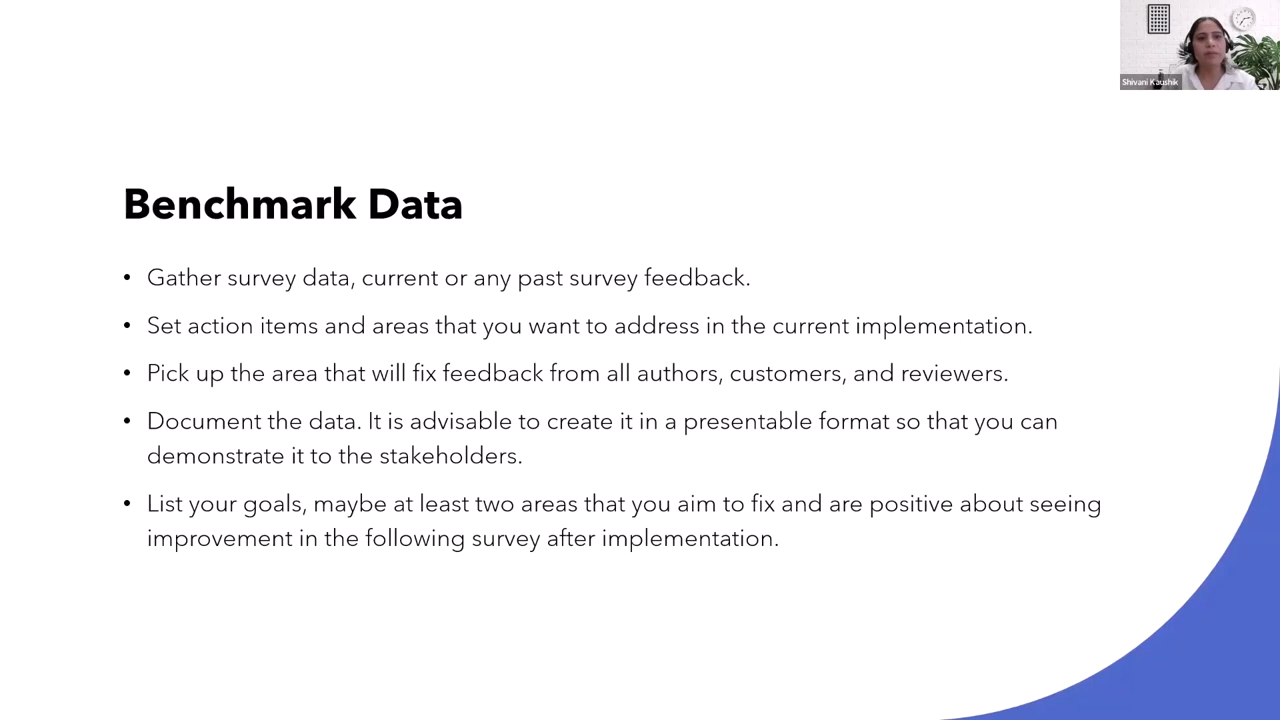 Shivani Kaushik
Benchmark Data
• Gather survey data, current or any past survey feedback.
• Set action items and areas that you want to address in the current implementation.
• Pick up the area that will fix feedback from all authors, customers, and reviewers.
• Document the data. It is advisable to create it in a presentable format so that you can
demonstrate it to the stakeholders.
• List your goals, maybe at least two areas that you aim to fix and are positive about seeing
improvement in the following survey after implementation.